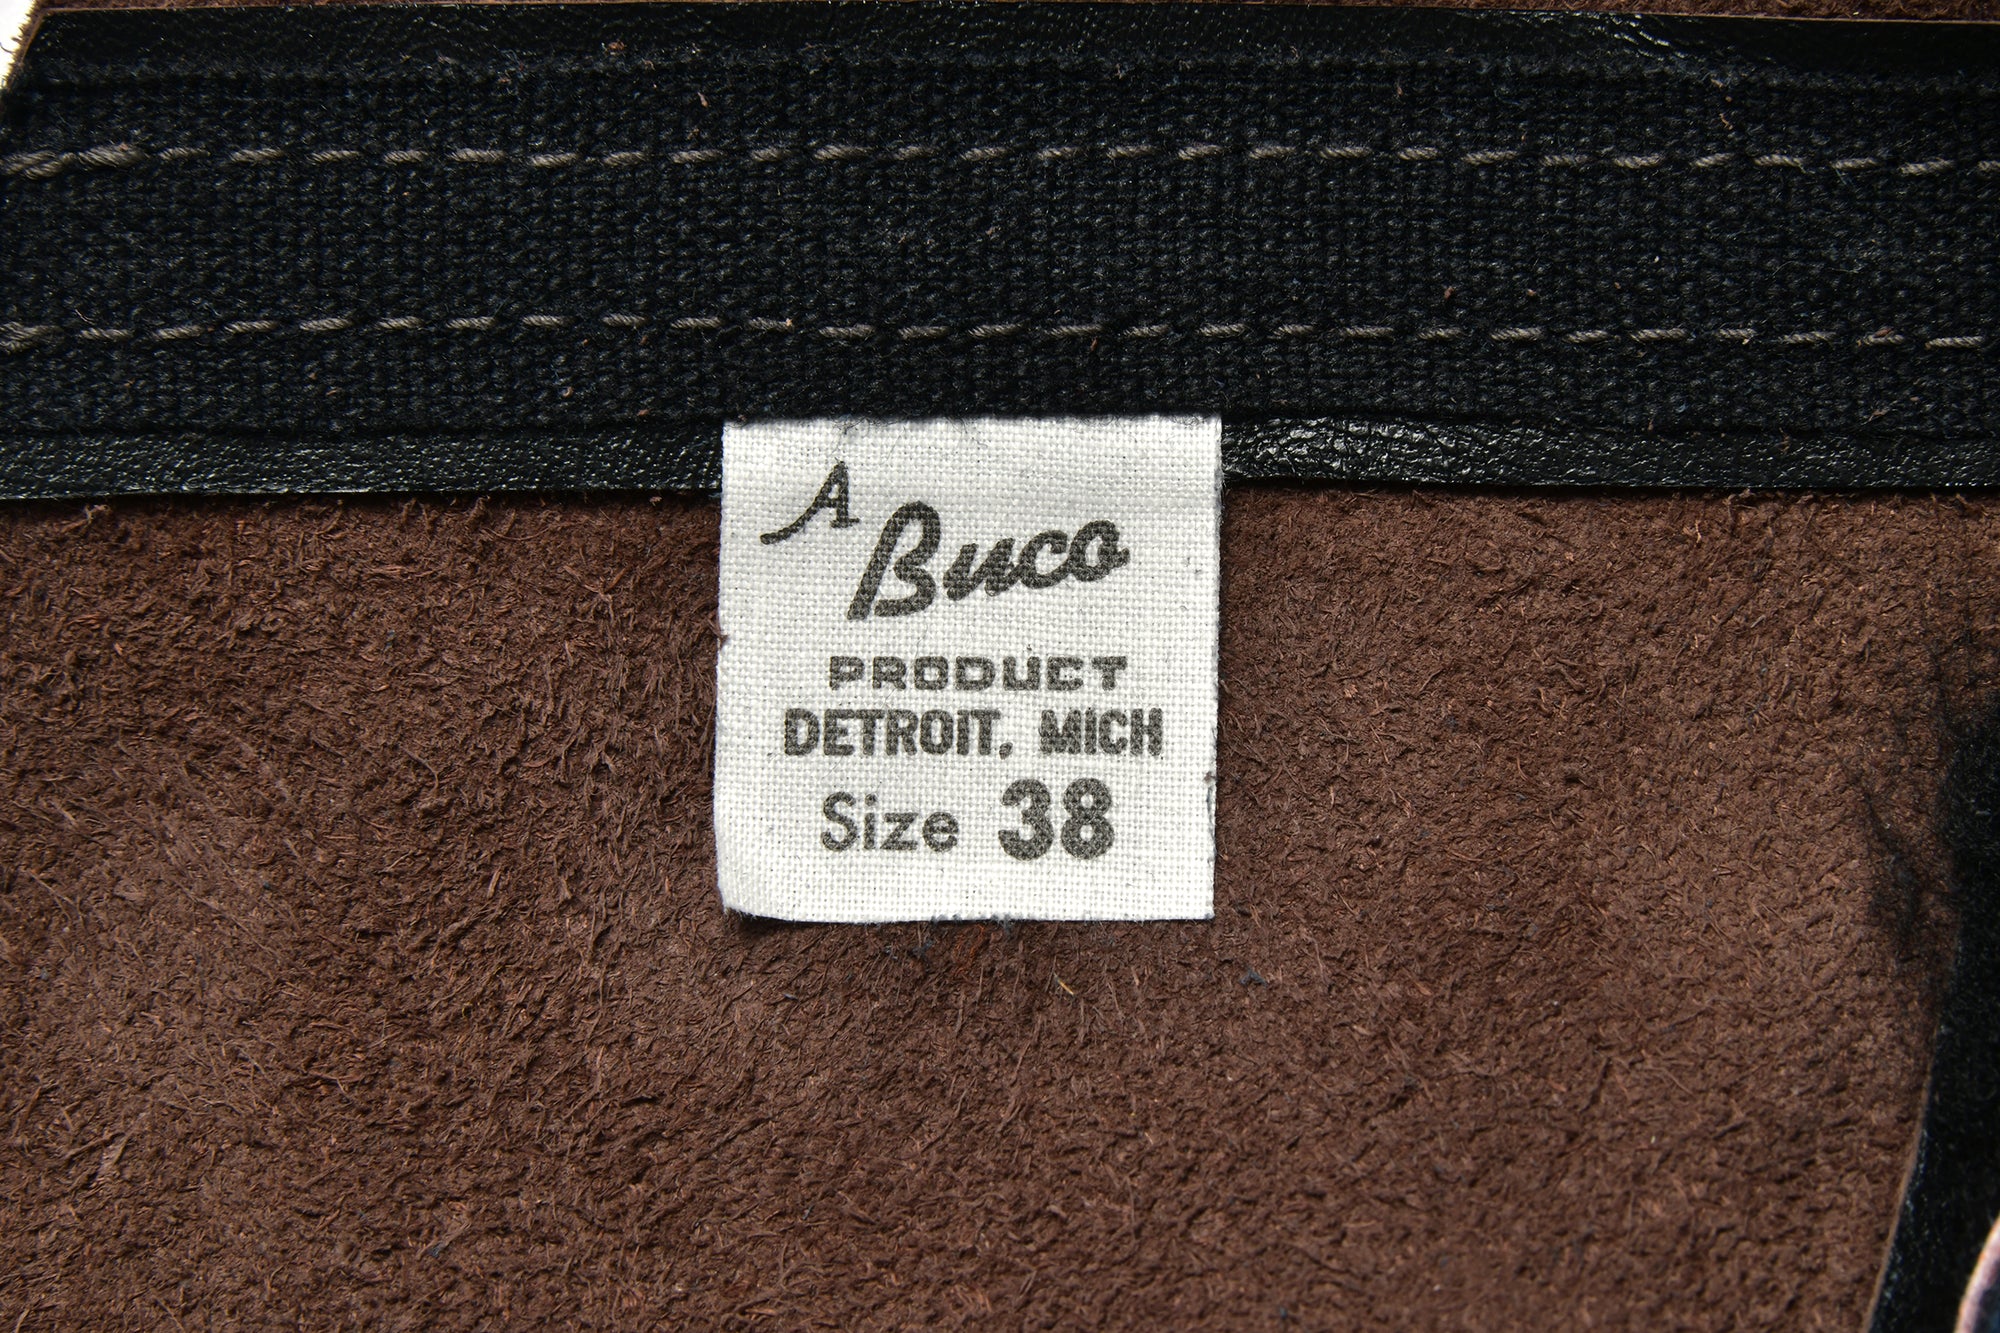 A
Buco
PRODUCT
DETROIT, MICH
Size 38